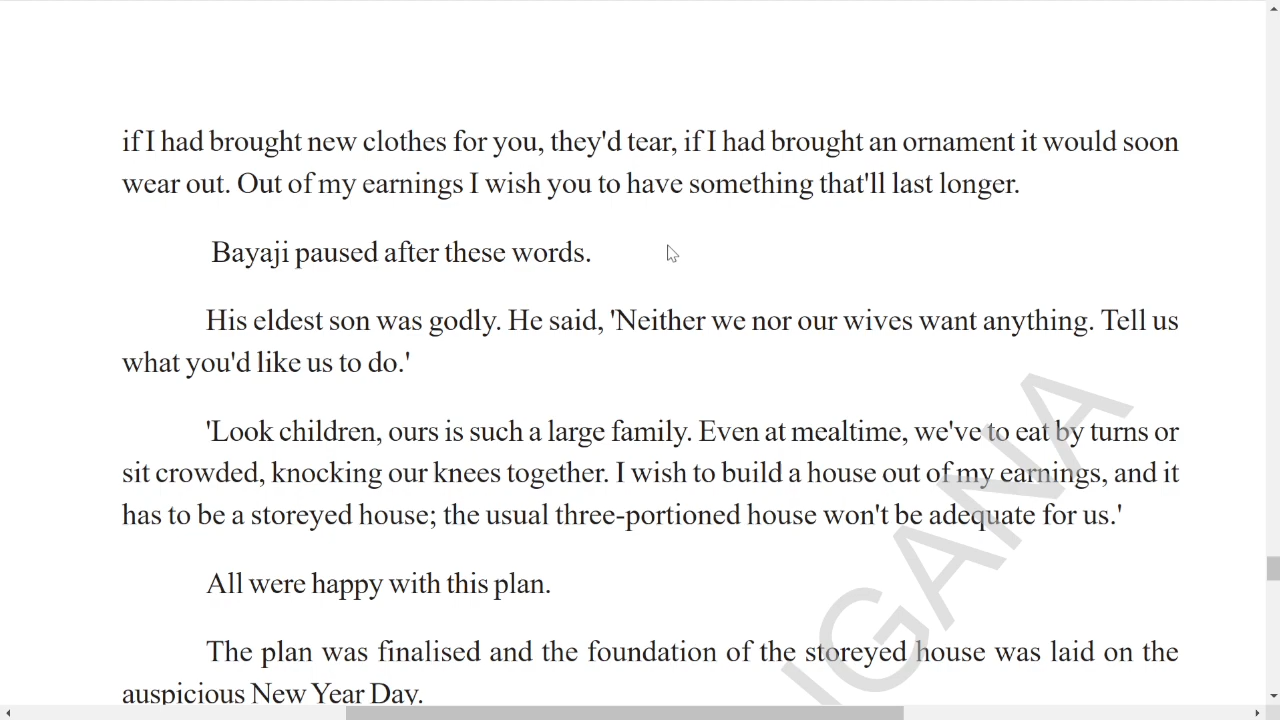 if I had brought new clothes for you, they'd tear, if I had brought an ornament it would soon
wear out. Out of my earnings I wish you to have something that'll last longer.
Bayaji paused after these words.
His eldest son was godly. He said, 'Neither we nor our wives want anything. Tell us
what you'd like us to do.'
'Look children, ours is such a large family. Even at mealtime, we've to eat by turns or
sit crowded, knocking our knees together. I wish to build a house out of my earnings, and it
has to be a storeyed house; the usual three-portioned house won't be adequate for us.'
All were happy with this plan.
The plan was finalised and the foundation of the storeyed house was laid on the
auspicious New Year Day.
IGANA